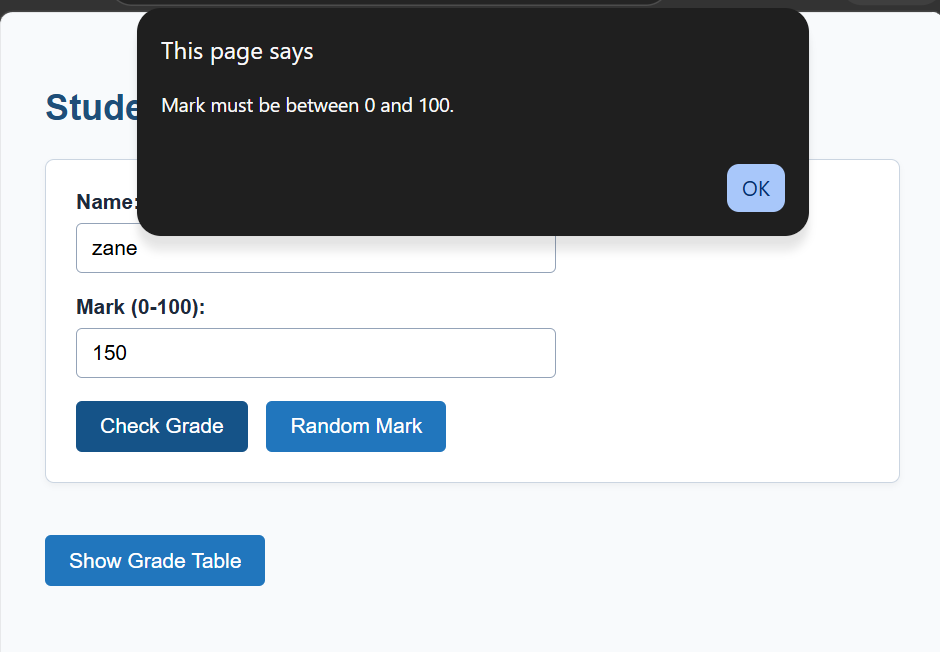 This page says
Mark must be between 0 and 100.
OK
Name:
zane
Mark (0-100):
150
Check Grade
Random Mark
Show Grade Table